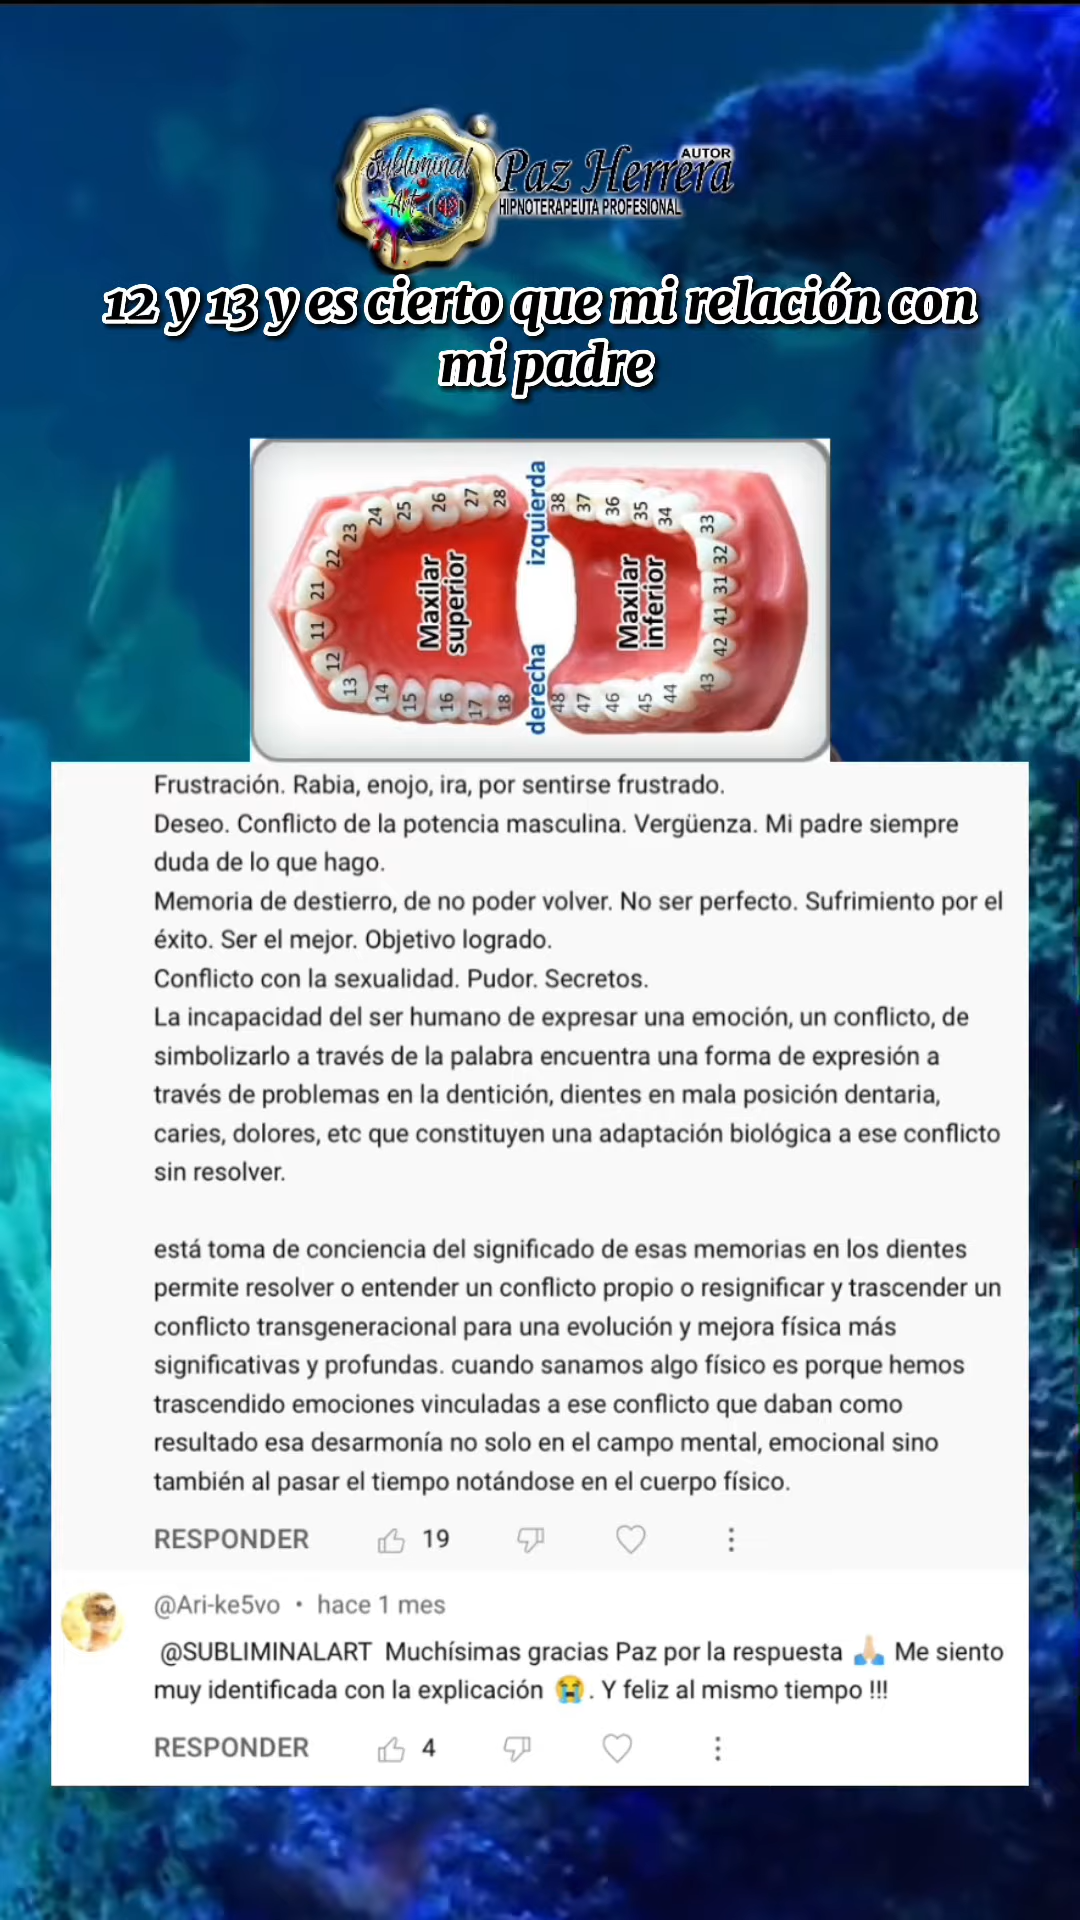 Subliminal
Art
Paz Herrera
AUTOR
HIPNOTERAPEUTA PROFESIONAL
12 y 13 y es cierto que mi relación con
mi padre
izquierda
derecha
Maxilar
superior
Maxilar
inferior
11 12 13 14 15 16 17 18
21 22 23 24 25 26 27 28
38 37 36 35 34 33 32 31
48 47 46 45 44 43 42 41
Frustración. Rabia, enojo, ira, por sentirse frustrado.
Deseo. Conflicto de la potencia masculina. Vergüenza. Mi padre siempre
duda de lo que hago.
Memoria de destierro, de no poder volver. No ser perfecto. Sufrimiento por el
éxito. Ser el mejor. Objetivo logrado.
Conflicto con la sexualidad. Pudor. Secretos.
La incapacidad del ser humano de expresar una emoción, un conflicto, de
simbolizarlo a través de la palabra encuentra una forma de expresión a
través de problemas en la dentición, dientes en mala posición dentaria,
caries, dolores, etc que constituyen una adaptación biológica a ese conflicto
sin resolver.
está toma de conciencia del significado de esas memorias en los dientes
permite resolver o entender un conflicto propio o resignificar y trascender un
conflicto transgeneracional para una evolución y mejora física más
significativas y profundas. cuando sanamos algo físico es porque hemos
trascendido emociones vinculadas a ese conflicto que daban como
resultado esa desarmonía no solo en el campo mental, emocional sino
también al pasar el tiempo notándose en el cuerpo físico.
RESPONDER 19
@Ari-ke5vo • hace 1 mes
@SUBLIMINALART Muchísimas gracias Paz por la respuesta 🙏🏼 Me siento
muy identificada con la explicación 😭. Y feliz al mismo tiempo !!!
RESPONDER 4